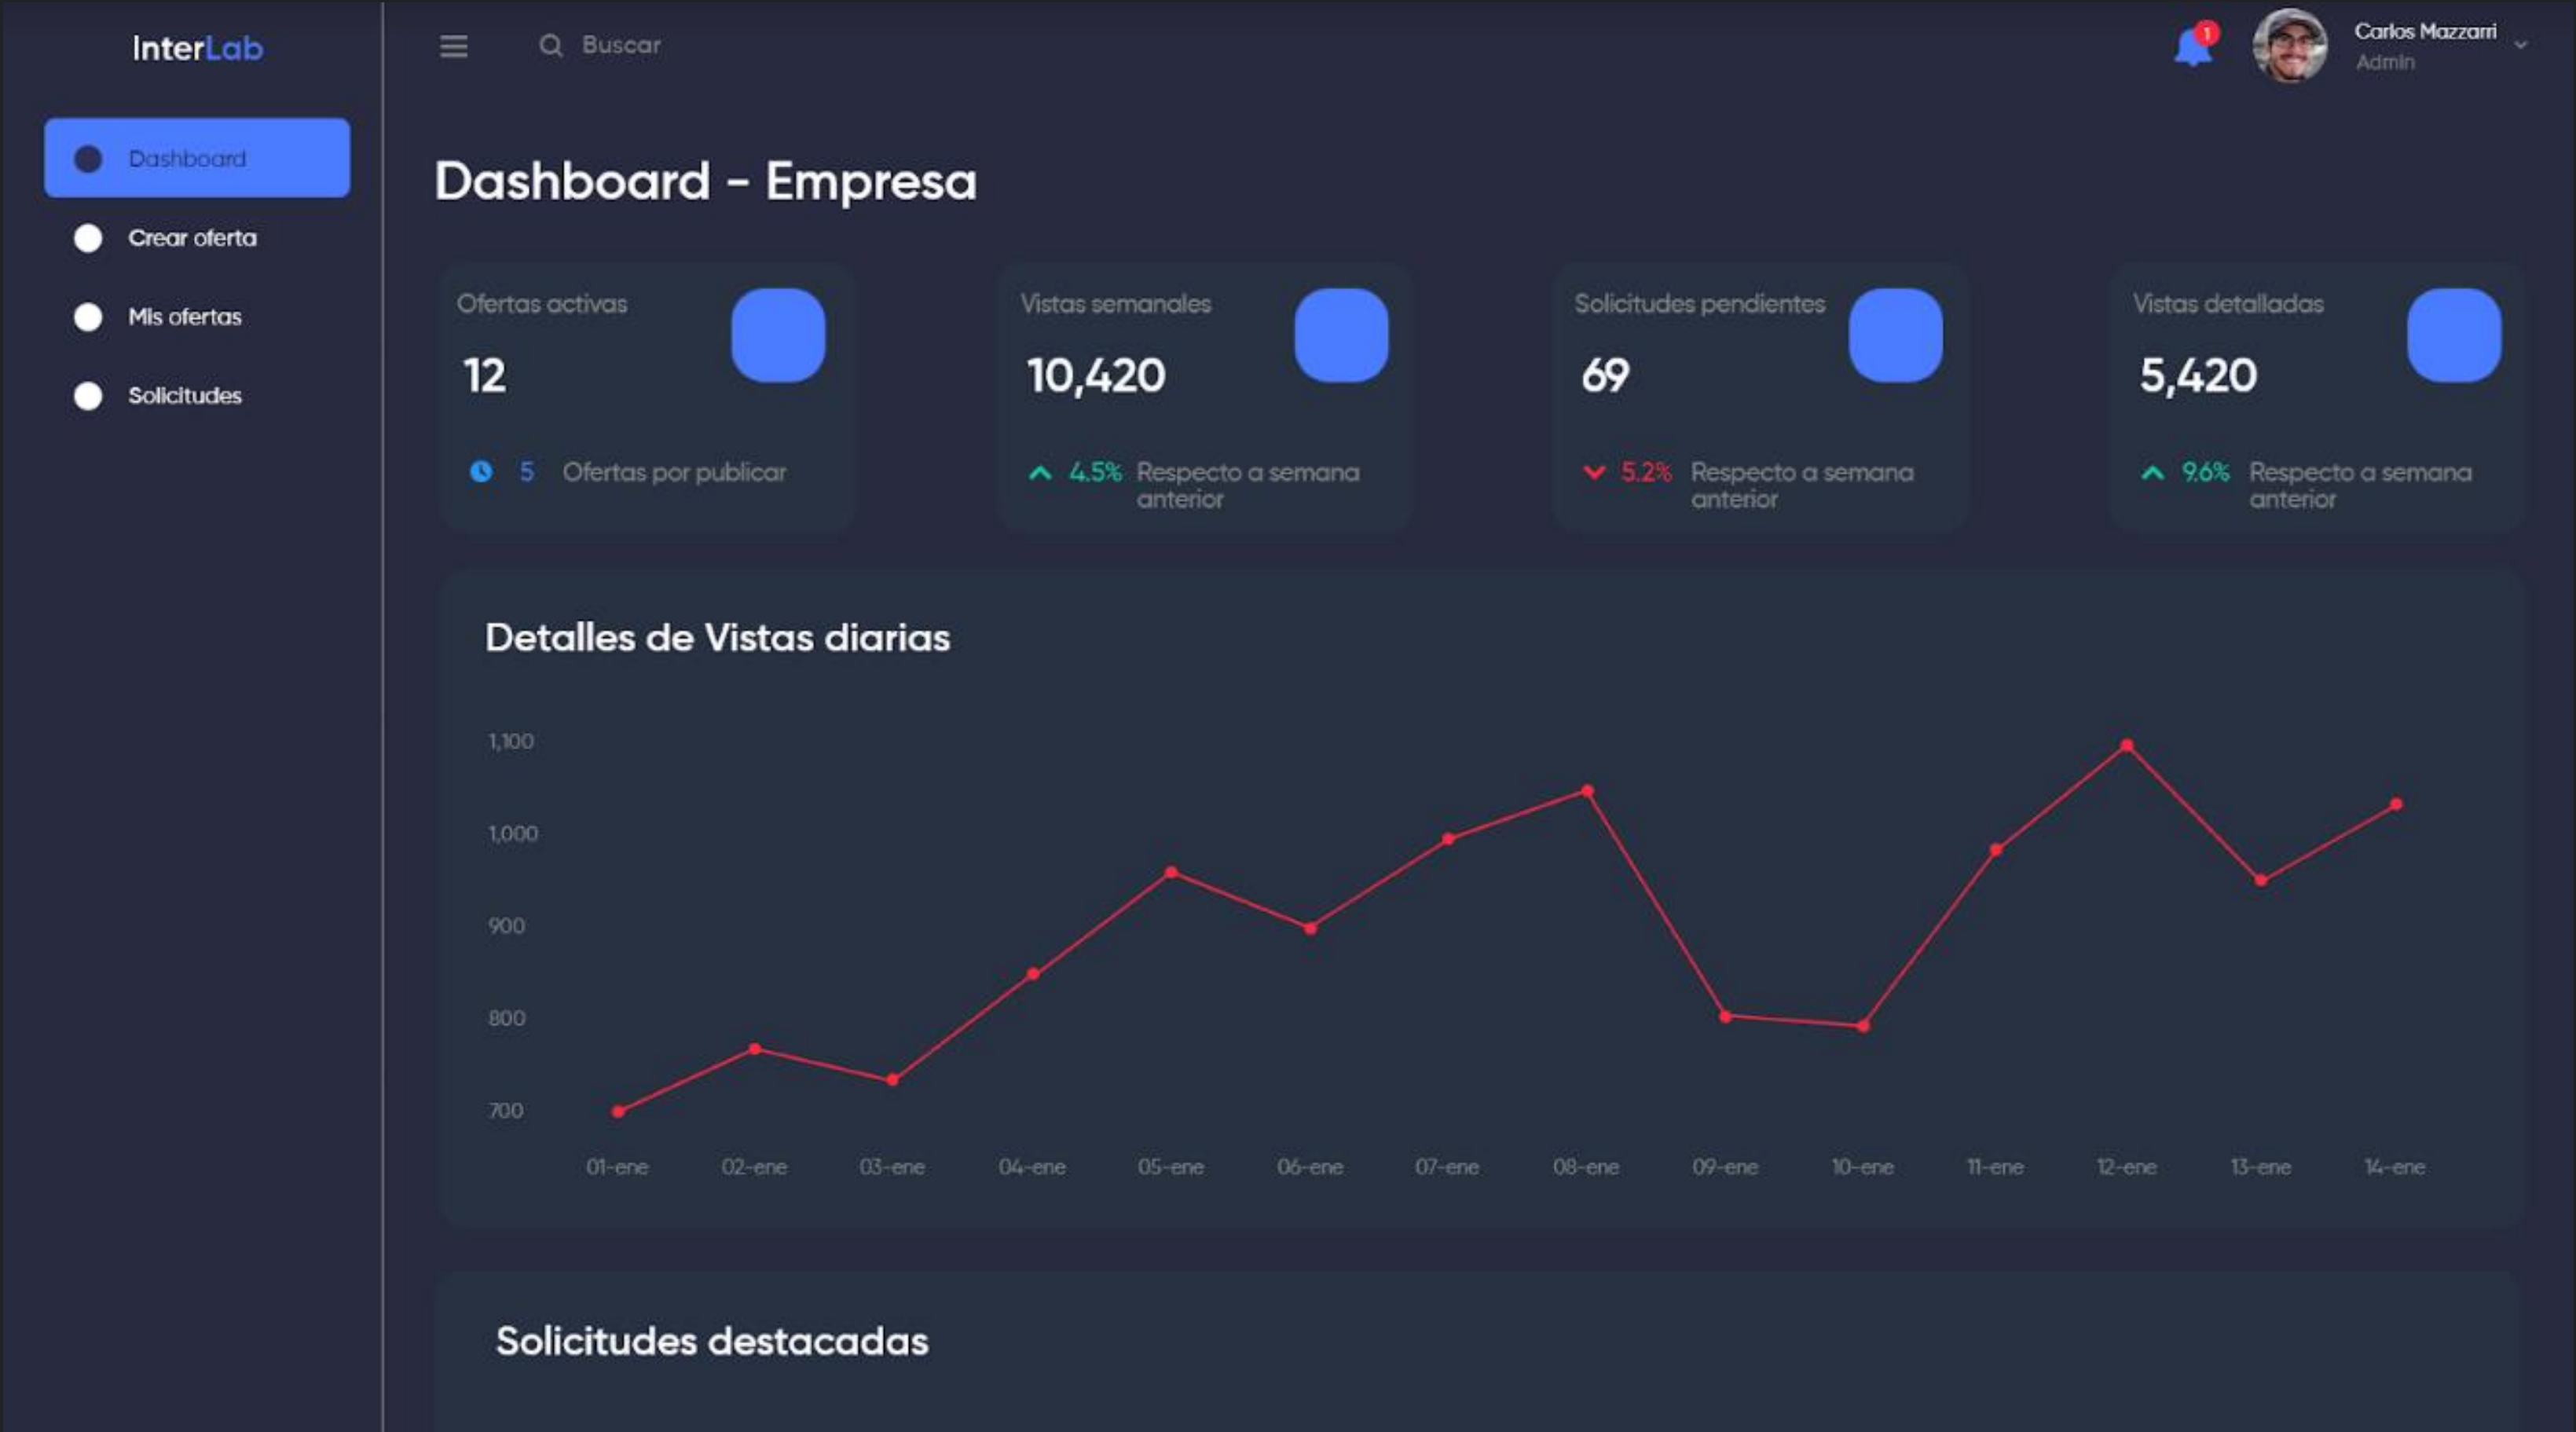 InterLab
Buscar
1
Carlos Mazzarri
Admin
Dashboard
Crear oferta
Mis ofertas
Solicitudes
Dashboard - Empresa
Ofertas activas
12
5 Ofertas por publicar
Vistas semanales
10,420
4.5% Respecto a semana
anterior
Solicitudes pendientes
69
5.2% Respecto a semana
anterior
Vistas detalladas
5,420
9.6% Respecto a semana
anterior
Detalles de Vistas diarias
1,100
1,000
900
800
700
01-ene 02-ene 03-ene 04-ene 05-ene 06-ene 07-ene 08-ene 09-ene 10-ene 11-ene 12-ene 13-ene 14-ene
Solicitudes destacadas